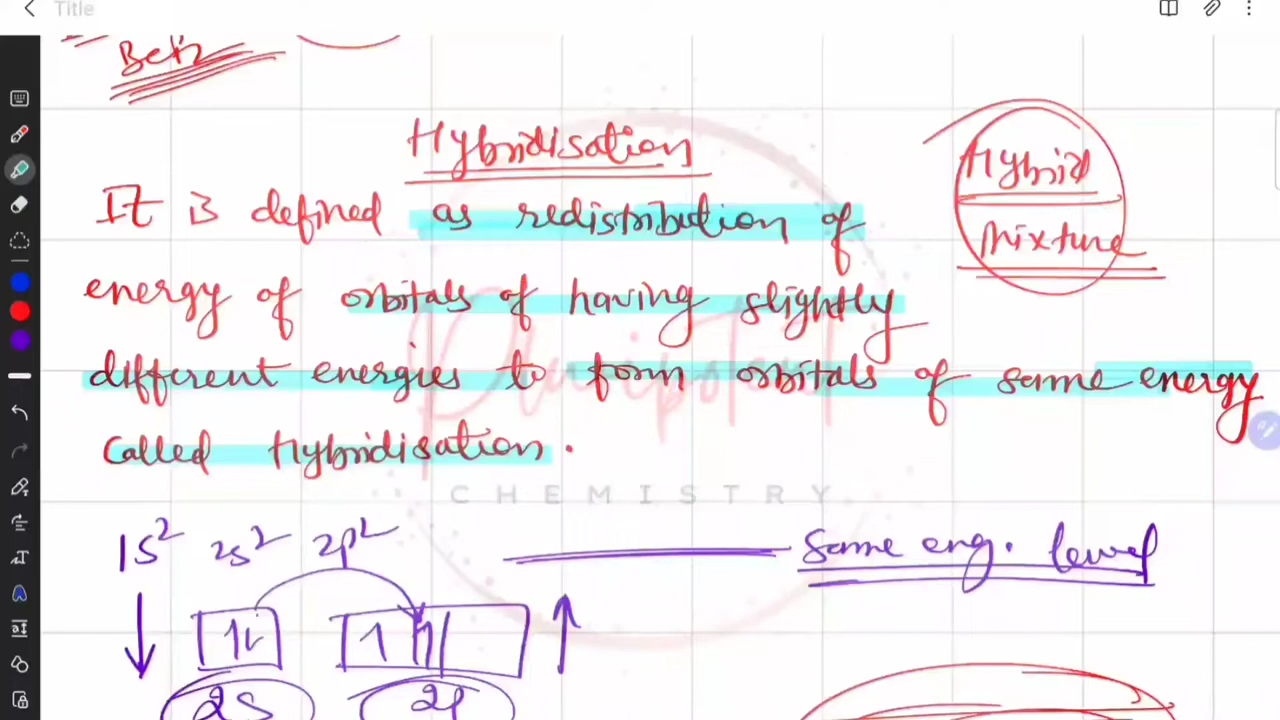 Title
Hybridisation
Hybrid
Mixture
It is defined as redistribution of
energy of orbitals of having slightly
different energies to form orbitals of same energy
called Hybridisation.
CHEMISTRY
1s² 2s² 2p²
Same eng. level
2s 2p